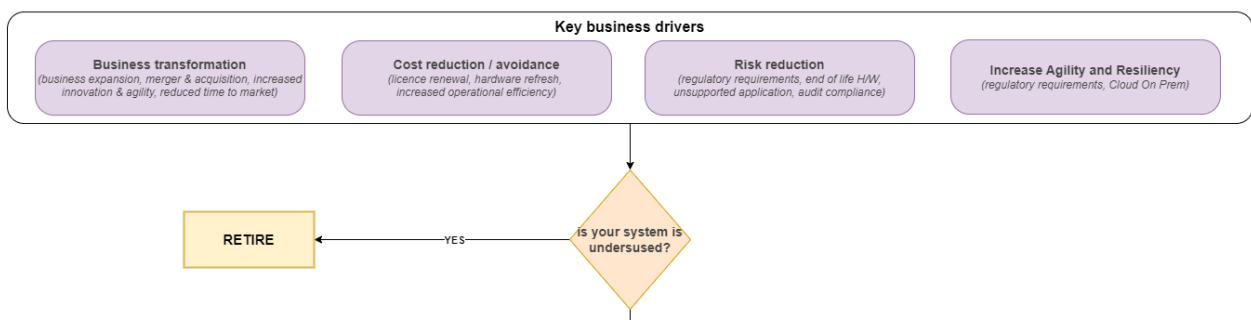 Key business drivers
Business transformation
(business expansion, merger & acquisition, increased
innovation & agility, reduced time to market)
Cost reduction / avoidance
(licence renewal, hardware refresh,
increased operational efficiency)
Risk reduction
(regulatory requirements, end of life H/W,
unsupported application, audit compliance)
Increase Agility and Resiliency
(regulatory requirements, Cloud On Prem)
is your system is
undersused?
YES
RETIRE